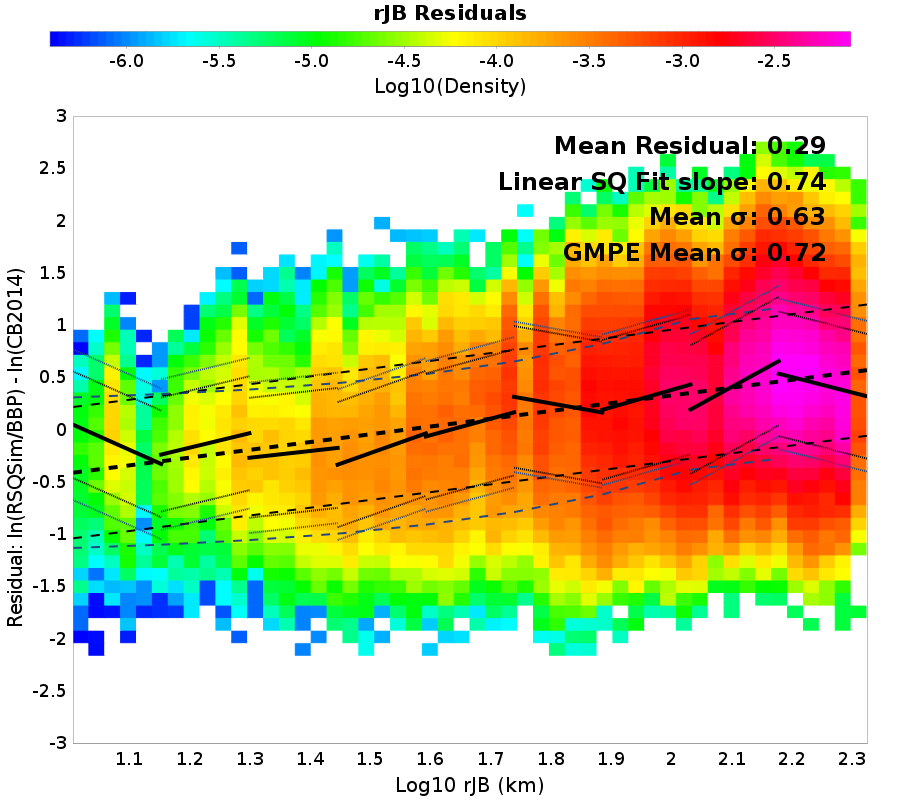 rJB Residuals
-6.0 -5.5 -5.0 -4.5 -4.0 -3.5 -3.0 -2.5
Log10(Density)
Mean Residual: 0.29
Linear SQ Fit slope: 0.74
Mean σ: 0.63
GMPE Mean σ: 0.72
Residual: ln(RSQSim/BBP) - ln(CB2014)
3
2.5
2
1.5
1
0.5
0
-0.5
-1
-1.5
-2
-2.5
-3
1.1 1.2 1.3 1.4 1.5 1.6 1.7 1.8 1.9 2 2.1 2.2 2.3
Log10 rJB (km)